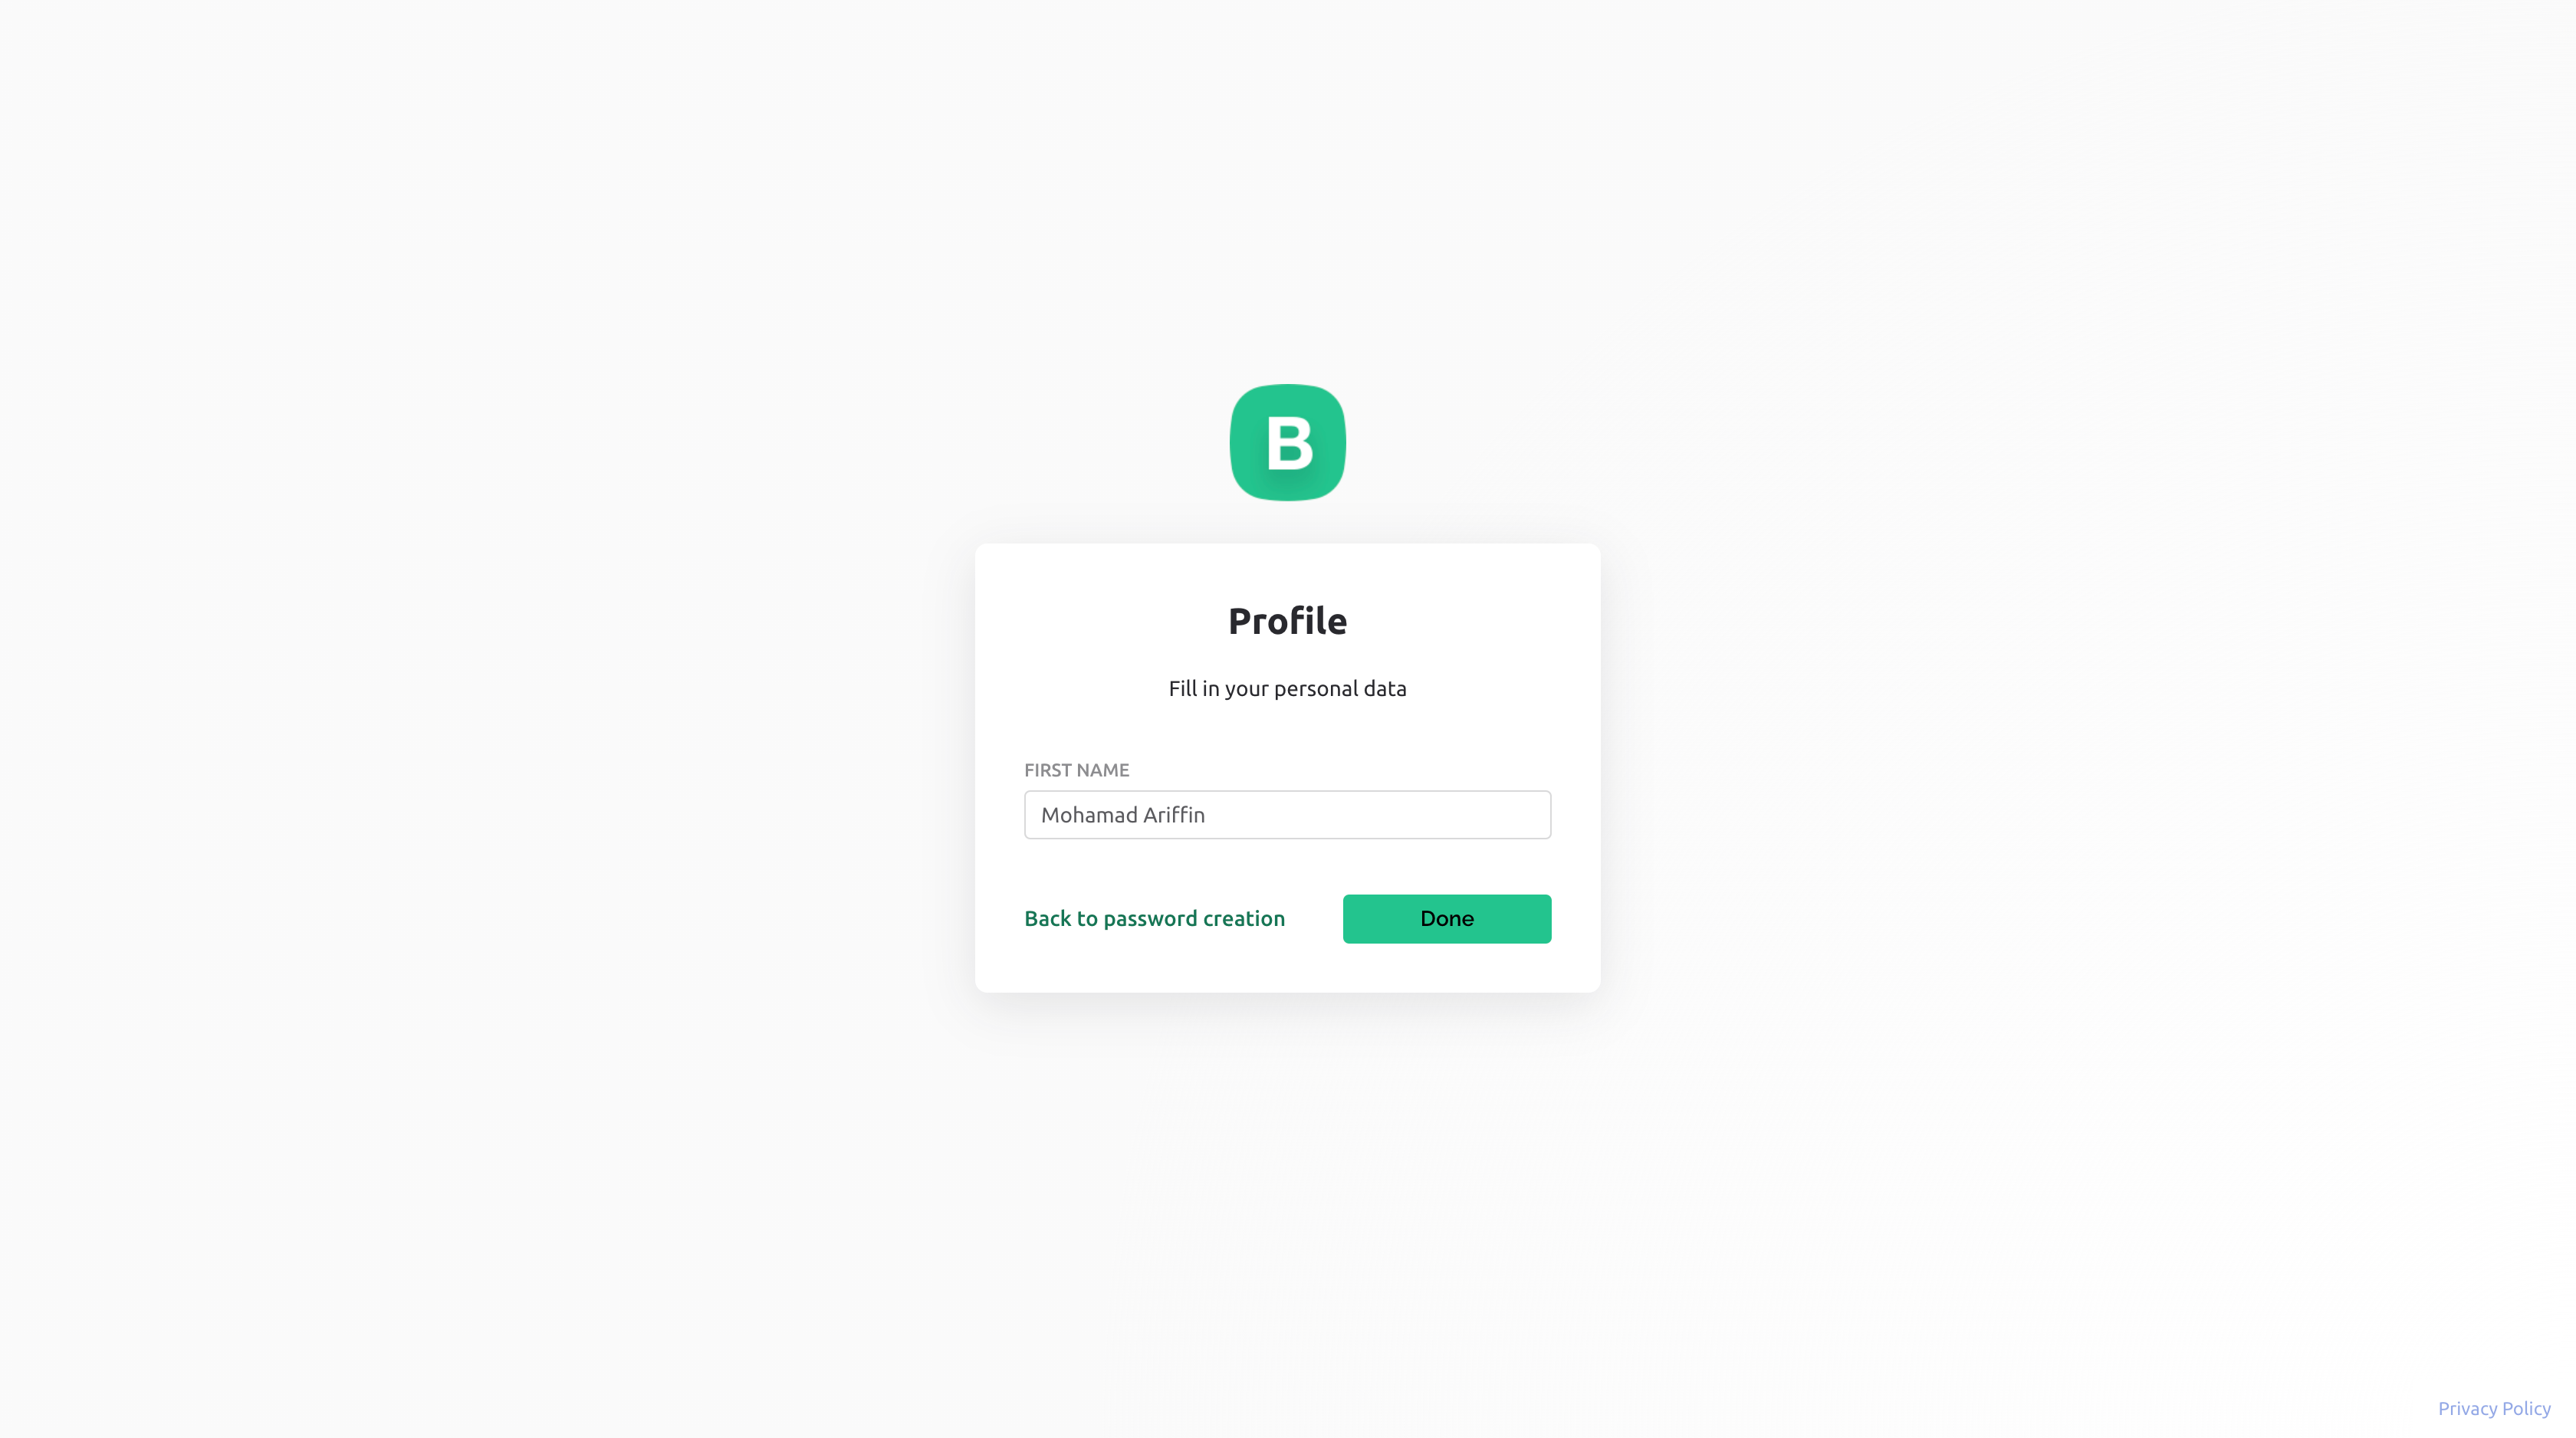 B
Profile
Fill in your personal data
FIRST NAME
Mohamad Ariffin
Back to password creation
Done
Privacy Policy